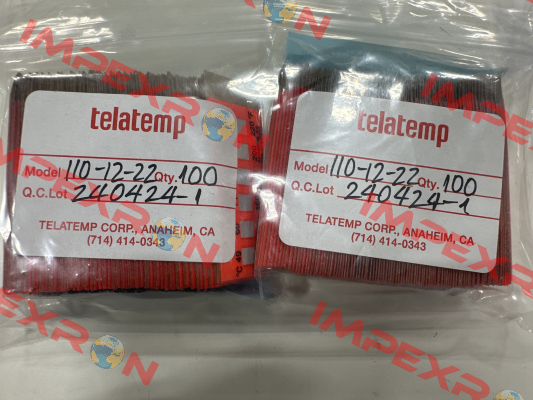 telatemp
Model 110-12-22 Qty. 100
Q.C. Lot 240424-1
TELATEMP CORP., ANAHEIM, CA
(714) 414-0343
telatemp
Model 110-12-22 Qty. 100
Q.C. Lot 240424-1
TELATEMP CORP., ANAHEIM, CA
(714) 414-0343
IMPEXRON
IMPEXRON
IMPEXRON
IMPEXRON